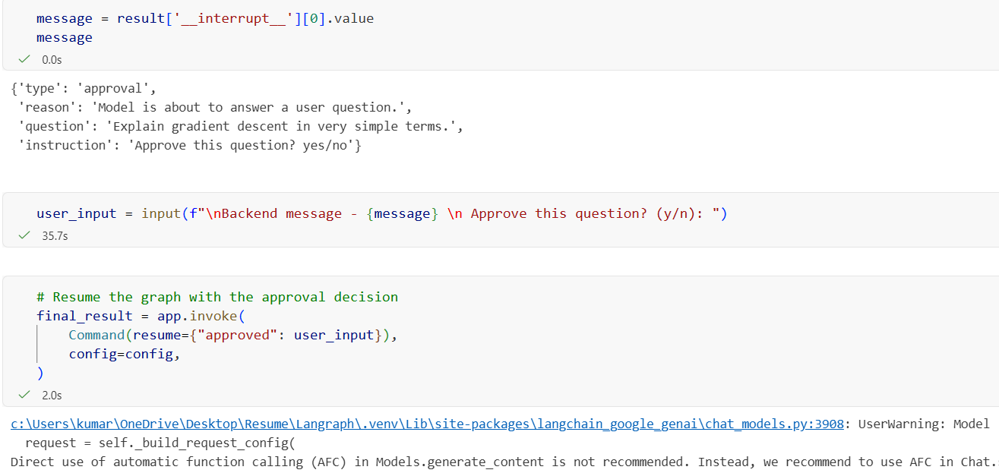 message = result['__interrupt__'][0].value
message
0.0s
{'type': 'approval',
'reason': 'Model is about to answer a user question.',
'question': 'Explain gradient descent in very simple terms.',
'instruction': 'Approve this question? yes/no'}
user_input = input(f"\nBackend message - {message} \n Approve this question? (y/n): ")
35.7s
# Resume the graph with the approval decision
final_result = app.invoke(
Command(resume={"approved": user_input}),
config=config,
)
2.0s
c:\Users\kumar\OneDrive\Desktop\Resume\Langraph\.venv\Lib\site-packages\langchain_google_genai\chat_models.py:3908: UserWarning: Model
request = self._build_request_config(
Direct use of automatic function calling (AFC) in Models.generate_content is not recommended. Instead, we recommend to use AFC in Chat.